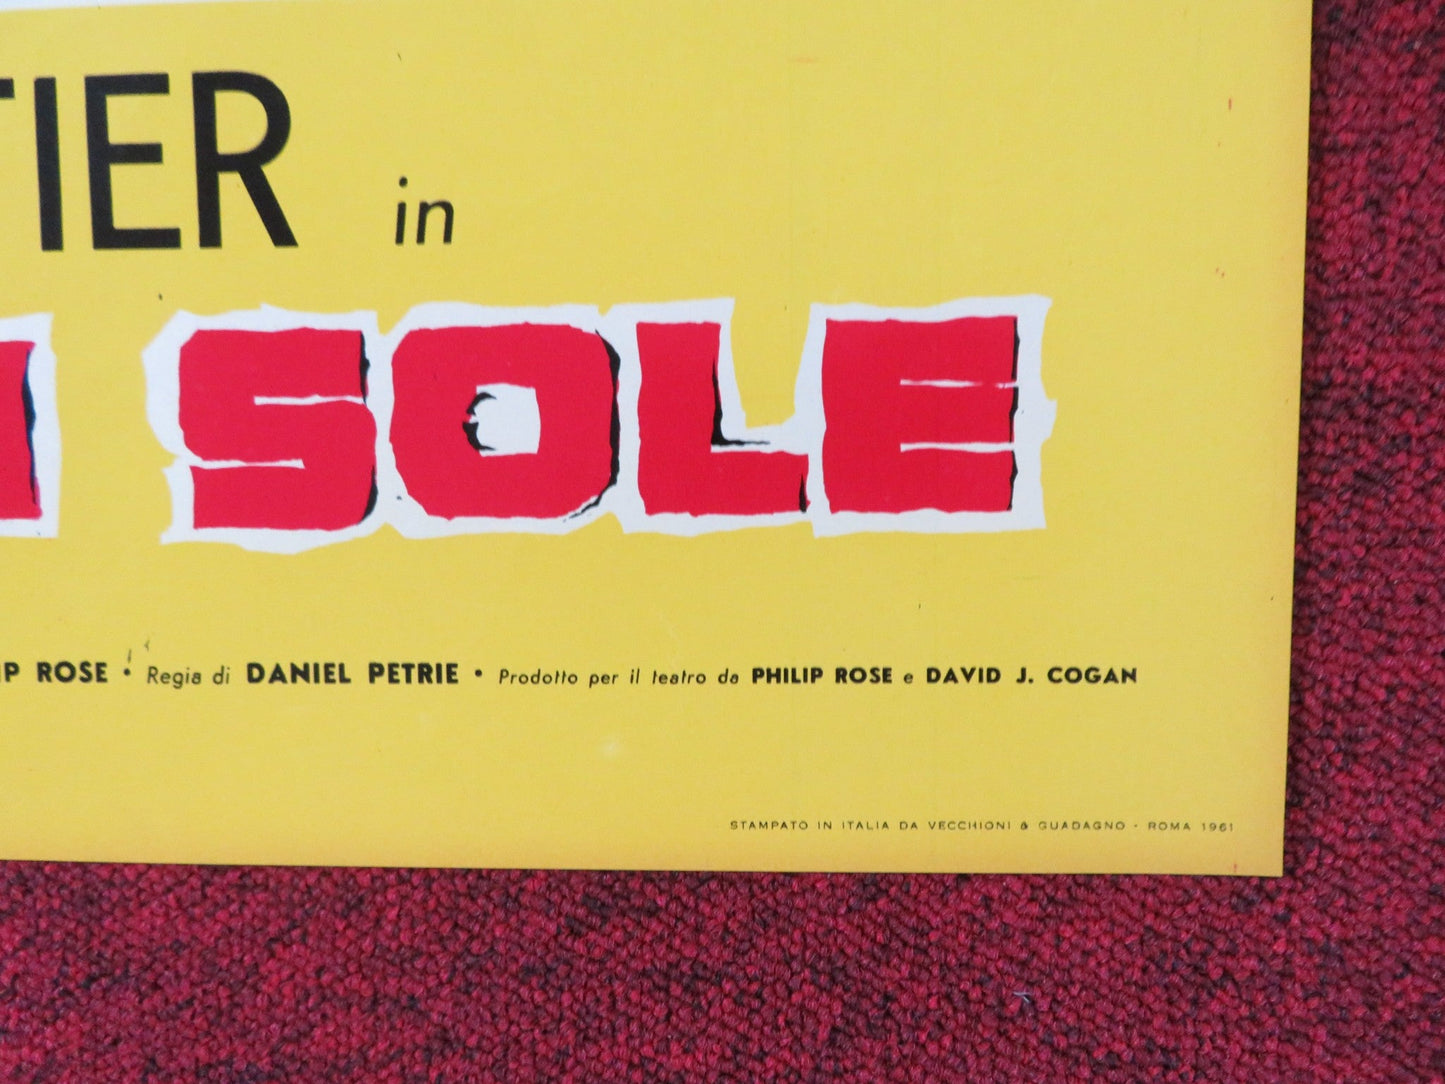 TIER in
SOLE
IP ROSE • Regia di DANIEL PETRIE • Prodotto per il teatro da PHILIP ROSE e DAVID J. COGAN
STAMPATO IN ITALIA DA VECCHIONI & GUADAGNO - ROMA 1961